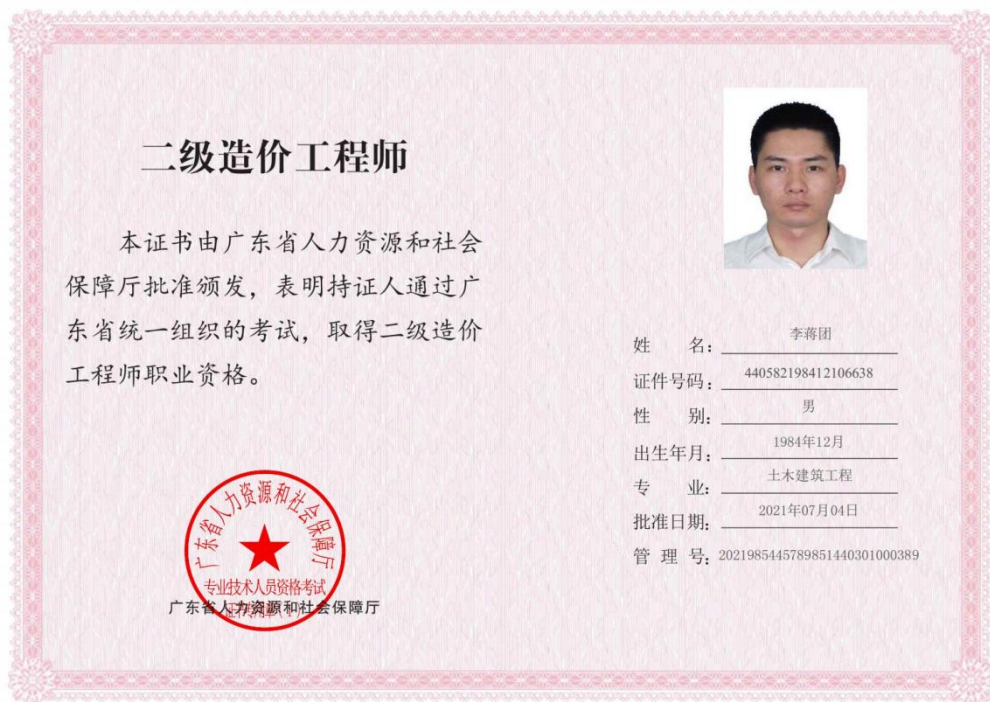 二级造价工程师
本证书由广东省人力资源和社会
保障厅批准颁发，表明持证人通过广
东省统一组织的考试，取得二级造价
工程师职业资格。
广东省人力资源和社会保障厅
专业技术人员资格考试
广东省人力资源和社会保障厅
姓 名：李蒋团
证件号码：440582198412106638
性 别：男
出生年月：1984年12月
专 业：土木建筑工程
批准日期：2021年07月04日
管 理 号：20219854457898514403010003​89